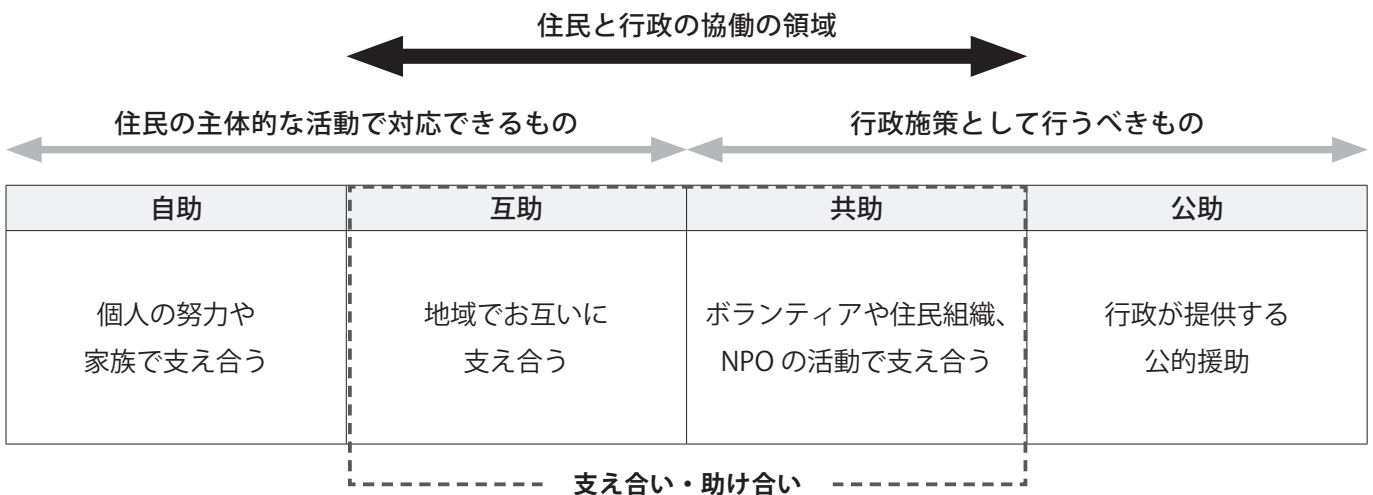 住民と行政の協働の領域
住民の主体的な活動で対応できるもの
行政施策として行うべきもの
自助
互助
共助
公助
個人の努力や
家族で支え合う
地域でお互いに
支え合う
ボランティアや住民組織、
NPO の活動で支え合う
行政が提供する
公的援助
支え合い・助け合い